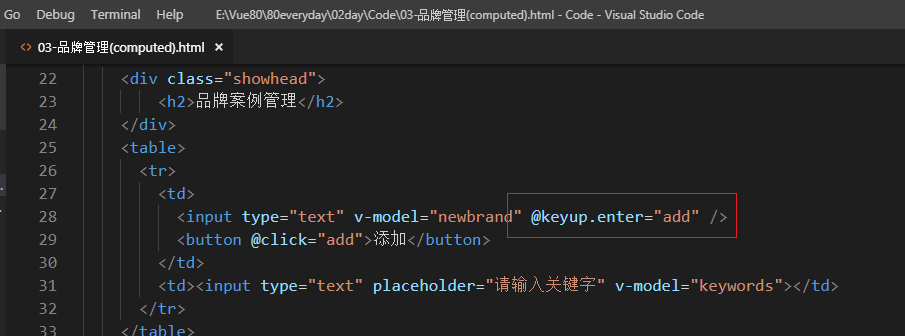 Go Debug Terminal Help E:\Vue80\80everyday\02day\Code\03-品牌管理(computed).html - Code - Visual Studio Code
<> 03-品牌管理(computed).html ×
22 <div class="showhead">
23 <h2>品牌案例管理</h2>
24 </div>
25 <table>
26 <tr>
27 <td>
28 <input type="text" v-model="newbrand" @keyup.enter="add" />
29 <button @click="add">添加</button>
30 </td>
31 <td><input type="text" placeholder="请输入关键字" v-model="keywords"></td>
32 </tr>
33 </table>